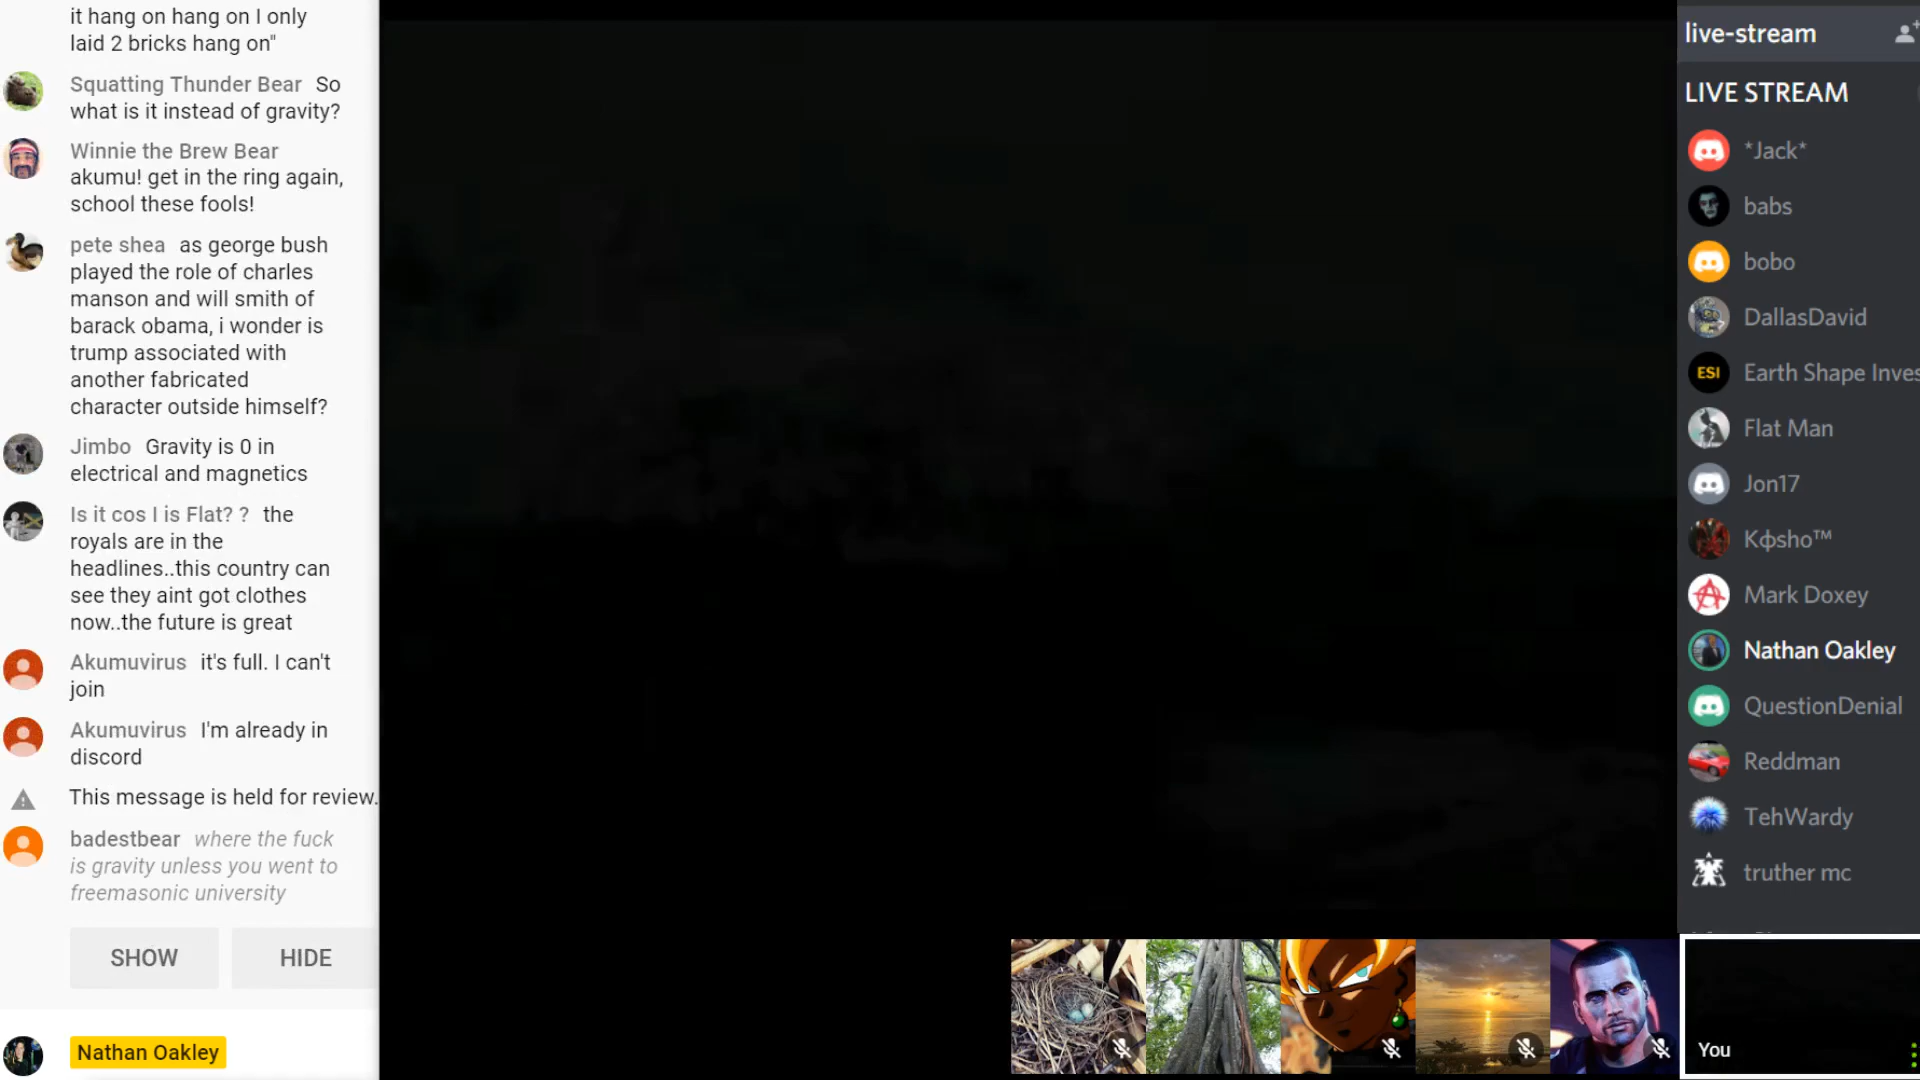 it hang on hang on I only
laid 2 bricks hang on"
Squatting Thunder Bear So
what is it instead of gravity?
Winnie the Brew Bear
akumu! get in the ring again,
school these fools!
pete shea as george bush
played the role of charles
manson and will smith of
barack obama, i wonder is
trump associated with
another fabricated
character outside himself?
Jimbo Gravity is 0 in
electrical and magnetics
Is it cos I is Flat? ? the
royals are in the
headlines..this country can
see they aint got clothes
now..the future is great
Akumuvirus it's full. I can't
join
Akumuvirus I'm already in
discord
This message is held for review.
badestbear where the fuck
is gravity unless you went to
freemasonic university
SHOW HIDE
Nathan Oakley
live-stream
LIVE STREAM
*Jack*
babs
bobo
DallasDavid
ESI Earth Shape Inves
Flat Man
Jon17
Kфsho™
Mark Doxey
Nathan Oakley
QuestionDenial
Reddman
TehWardy
truther mc
You